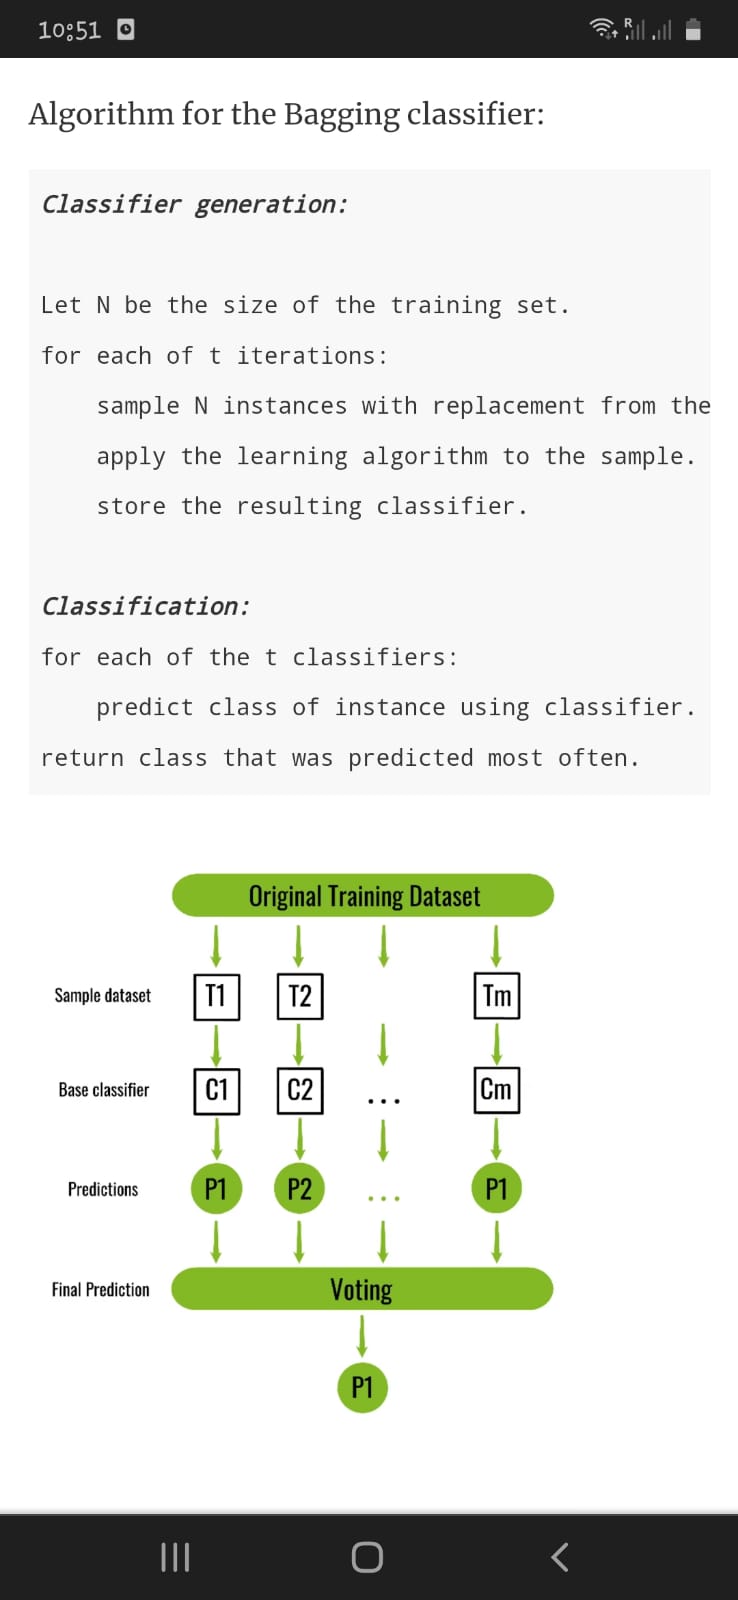 10:51
R
Algorithm for the Bagging classifier:
Classifier generation:
Let N be the size of the training set.
for each of t iterations:
sample N instances with replacement from the
apply the learning algorithm to the sample.
store the resulting classifier.
Classification:
for each of the t classifiers:
predict class of instance using classifier.
return class that was predicted most often.
Original Training Dataset
Sample dataset T1 T2 Tm
Base classifier C1 C2 ... Cm
Predictions P1 P2 ... P1
Final Prediction Voting
P1